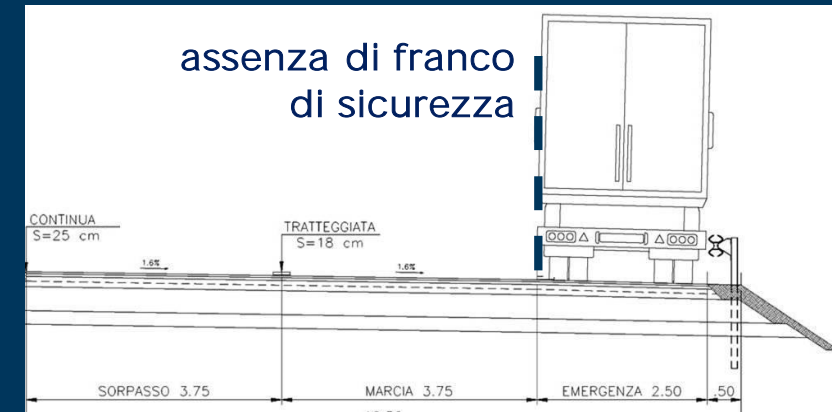 assenza di franco
di sicurezza
CONTINUA
S=25 cm
TRATTEGGIATA
S=18 cm
1.6%
1.6%
SORPASSO 3.75
MARCIA 3.75
EMERGENZA 2.50
.50